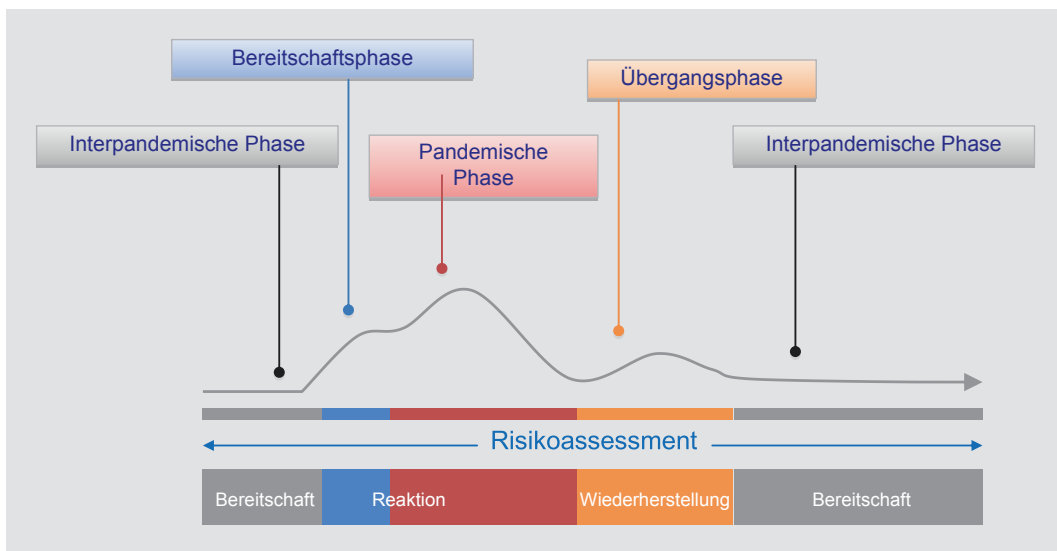 Bereitschaftsphase
Übergangsphase
Interpandemische Phase
Pandemische
Phase
Interpandemische Phase
Risikoassessment
Bereitschaft
Reaktion
Wiederherstellung
Bereitschaft